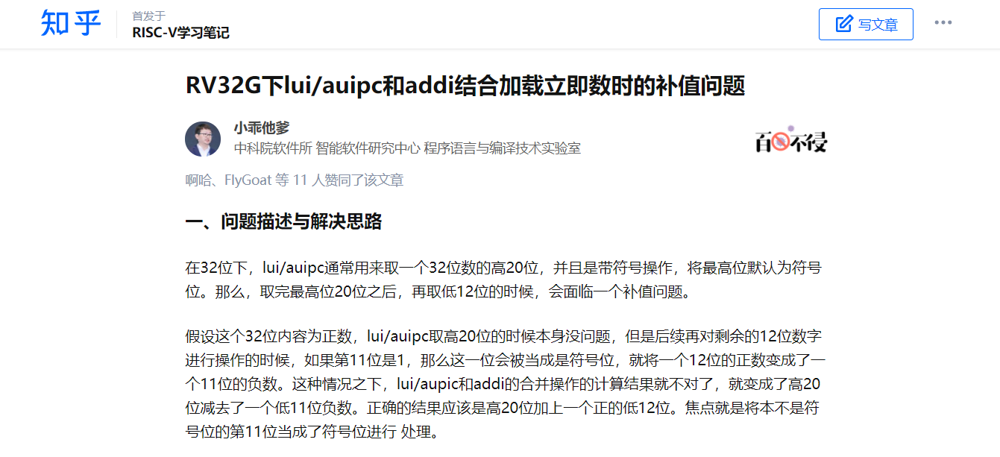 知乎
首发于
RISC-V学习笔记
写文章
RV32G下lui/auipc和addi结合加载立即数时的补值问题
小乖他爹
中科院软件所 智能软件研究中心 程序语言与编译技术实验室
百不侵
啊哈、FlyGoat 等 11 人赞同了该文章
一、问题描述与解决思路
在32位下，lui/auipc通常用来取一个32位数的高20位，并且是带符号操作，将最高位默认为符号
位。那么，取完最高位20位之后，再取低12位的时候，会面临一个补值问题。
假设这个32位内容为正数，lui/auipc取高20位的时候本身没问题，但是后续再对剩余的12位数字
进行操作的时候，如果第11位是1，那么这一位会被当成是符号位，就将一个12位的正数变成了一
个11位的负数。这种情况之下，lui/aupic和addi的合并操作的计算结果就不对了，就变成了高20
位减去了一个低11位负数。正确的结果应该是高20位加上一个正的低12位。焦点就是将本不是符
号位的第11位当成了符号位进行 处理。